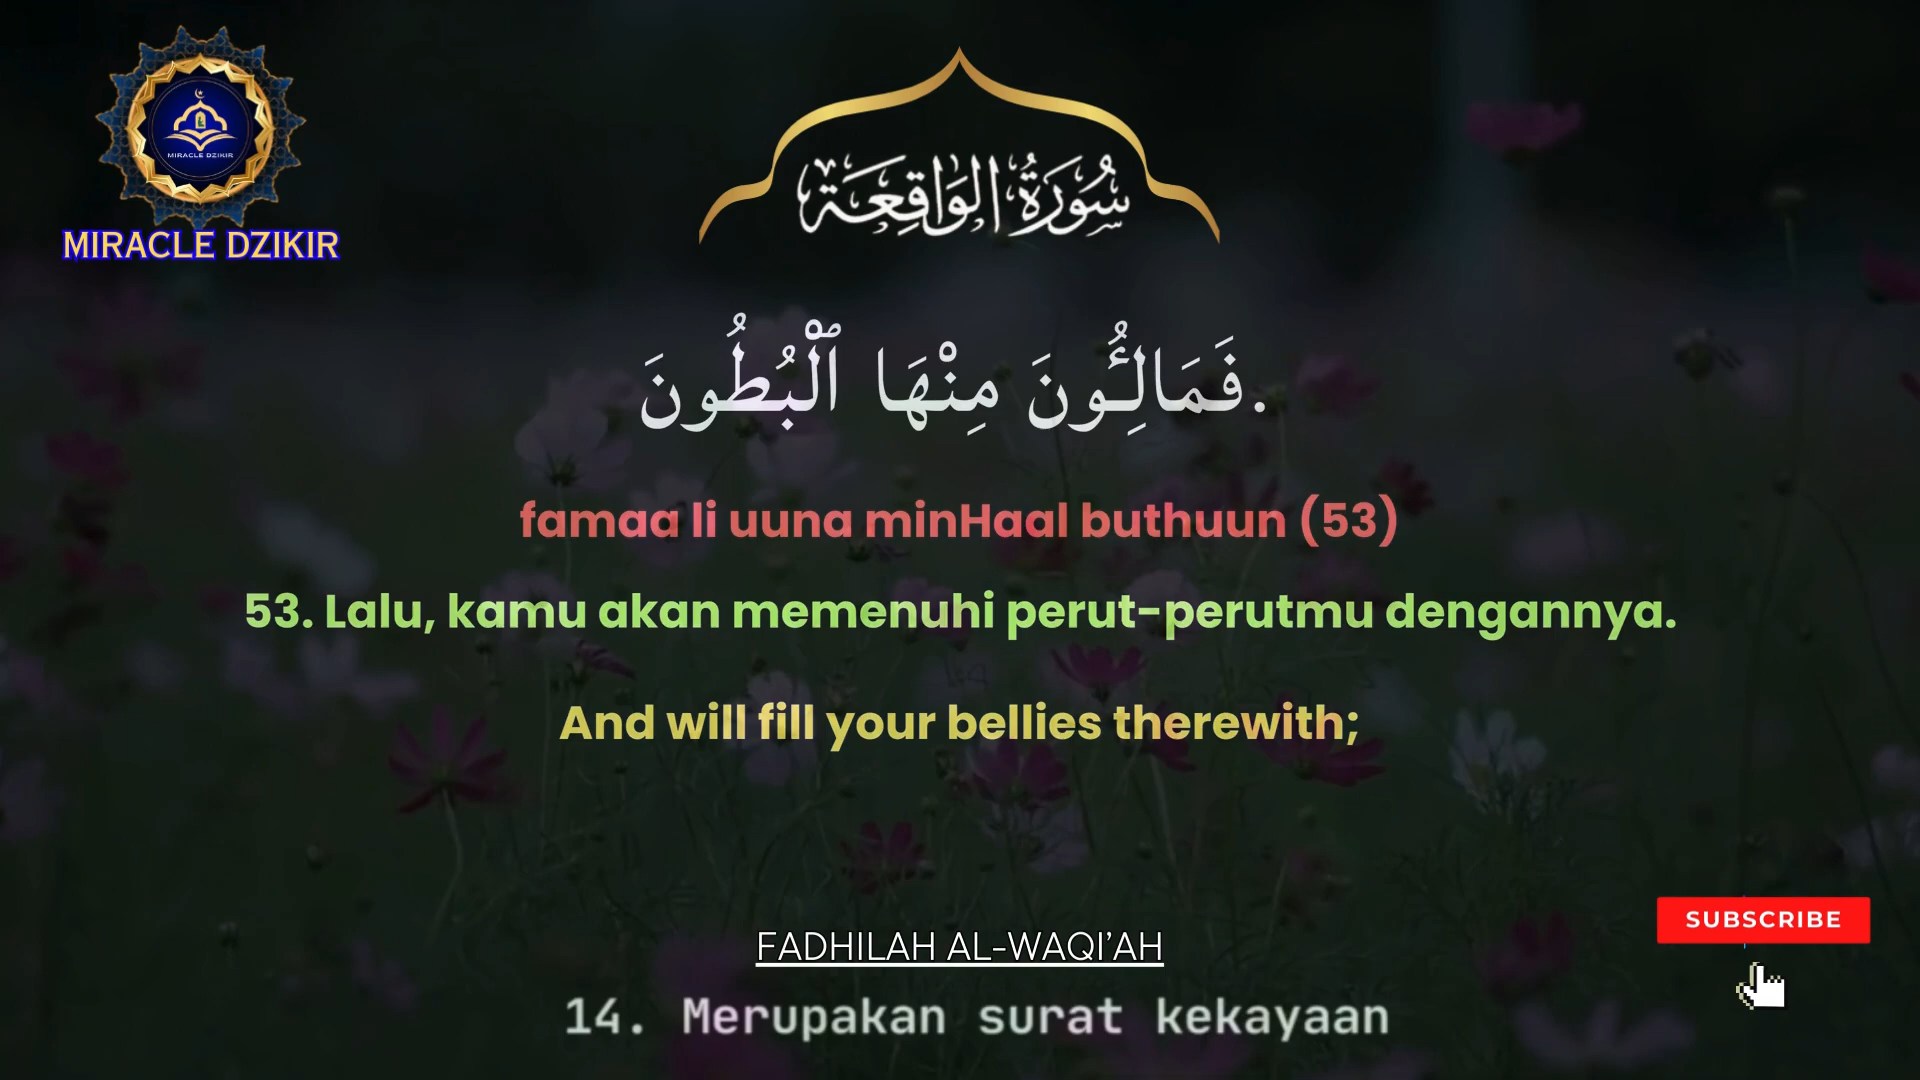 MIRACLE DZIKIR
MIRACLE DZIKIR
سُورَةُ الوَاقِعَة
فَمَالِـُٔونَ مِنْهَا ٱلْبُطُونَ.
famaa li uuna minHaal buthuun (53)
53. Lalu, kamu akan memenuhi perut-perutmu dengannya.
And will fill your bellies therewith;
SUBSCRIBE
FADHILAH AL-WAQI'AH
14. Merupakan surat kekayaan